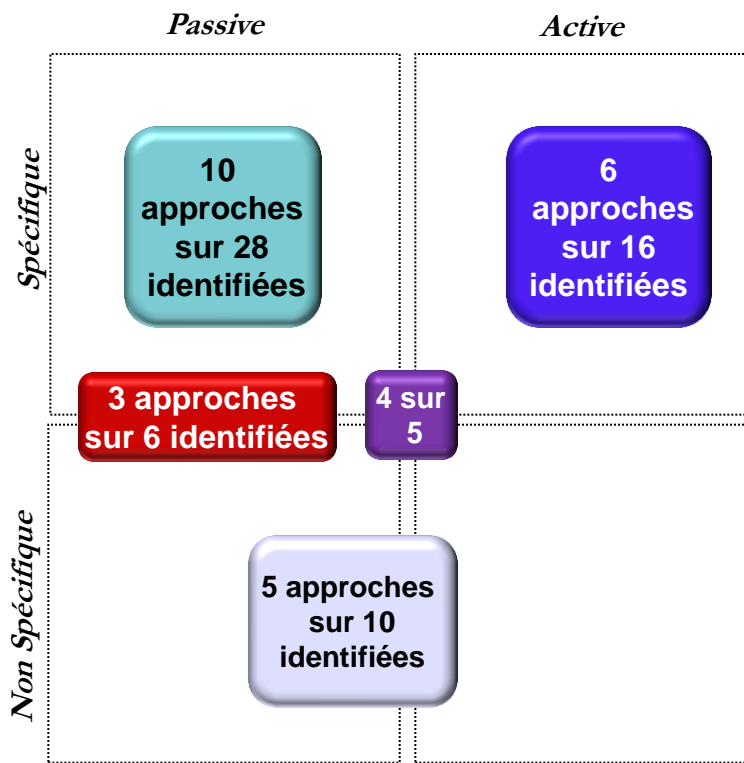 Passive
Active
Spécifique
10
approches
sur 28
identifiées
6
approches
sur 16
identifiées
3 approches
sur 6 identifiées
4 sur
5
Non Spécifique
5 approches
sur 10
identifiées